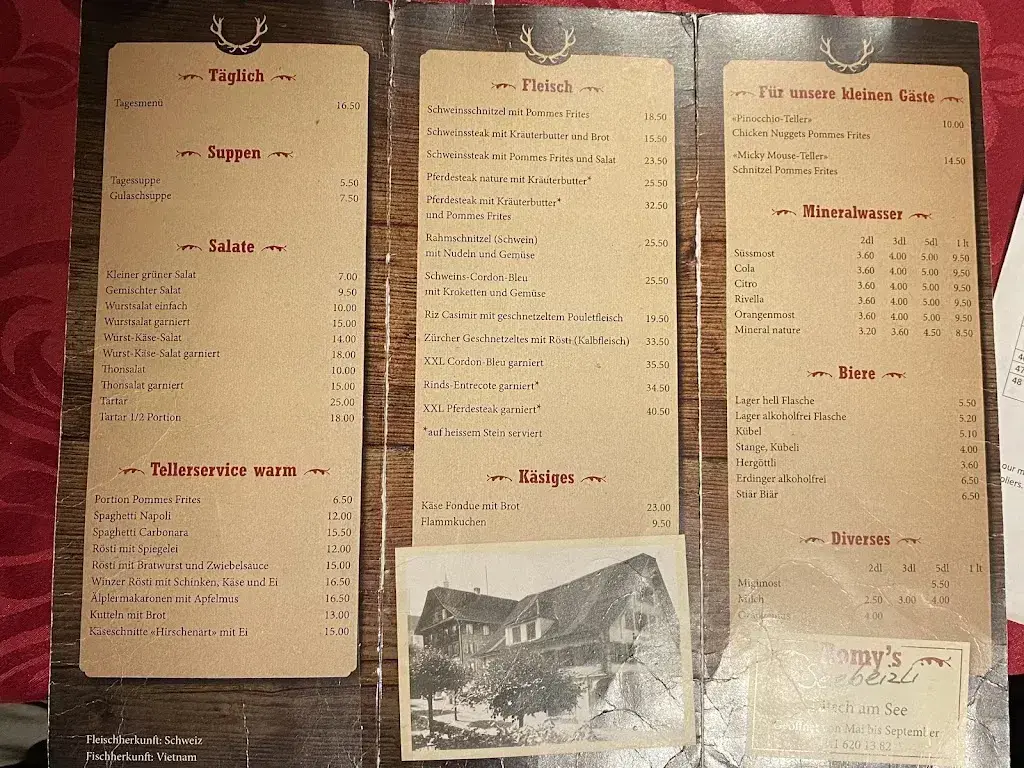 Täglich
Tagesmenü 16.50
Suppen
Tagessuppe 5.50
Gulaschsuppe 7.50
Salate
Kleiner grüner Salat 7.00
Gemischter Salat 9.50
Wurstsalat einfach 10.00
Wurstsalat garniert 15.00
Wurst-Käse-Salat 14.00
Wurst-Käse-Salat garniert 18.00
Thonsalat 10.00
Thonsalat garniert 15.00
Tartar 25.00
Tartar 1/2 Portion 18.00
Tellerservice warm
Portion Pommes Frites 6.50
Spaghetti Napoli 12.00
Spaghetti Carbonara 15.50
Rösti mit Spiegelei 12.00
Rösti mit Bratwurst und Zwiebelsauce 15.00
Winzer Rösti mit Schinken, Käse und Ei 16.50
Älplermakaronen mit Apfelmus 16.50
Kutteln mit Brot 13.00
Käseschnitte «Hirschenart» mit Ei 15.00
Fleischherkunft: Schweiz
Fischherkunft: Vietnam
Fleisch
Schweinsschnitzel mit Pommes Frites 18.50
Schweinssteak mit Kräuterbutter und Brot 15.50
Schweinssteak mit Pommes Frites und Salat 23.50
Pferdesteak nature mit Kräuterbutter* 25.50
Pferdesteak mit Kräuterbutter* 32.50
und Pommes Frites
Rahmschnitzel (Schwein) 25.50
mit Nudeln und Gemüse
Schweins-Cordon-Bleu 25.50
mit Kroketten und Gemüse
Riz Casimir mit geschnetzeltem Pouletfleisch 19.50
Zürcher Geschnetzeltes mit Rösti (Kalbfleisch) 33.50
XXL Cordon-Bleu garniert 35.50
Rinds-Entrecote garniert* 34.50
XXL Pferdesteak garniert* 40.50
*auf heissem Stein serviert
Käsiges
Käse Fondue mit Brot 23.00
Flammkuchen 9.50
Für unsere kleinen Gäste
«Pinocchio-Teller» 10.00
Chicken Nuggets Pommes Frites
«Micky Mouse-Teller» 14.50
Schnitzel Pommes Frites
Mineralwasser
2dl 3dl 5dl 1 lt
Süssmost 3.60 4.00 5.00 9.50
Cola 3.60 4.00 5.00 9.50
Citro 3.60 4.00 5.00 9.50
Rivella 3.60 4.00 5.00 9.50
Orangenmost 3.60 4.00 5.00 9.50
Mineral nature 3.20 3.60 4.50 8.50
Biere
Lager hell Flasche 5.50
Lager alkoholfrei Flasche 5.20
Kübel 5.10
Stange, Kübeli 4.00
Hergöttli 3.60
Erdinger alkoholfrei 6.50
Stiär Biär 6.50
Diverses
2dl 3dl 5dl 1 lt
Migimost 5.50
Milch 2.50 3.00 4.00
4.00
am See
Mai bis September
620 13 82
our m
pliers.
47
48